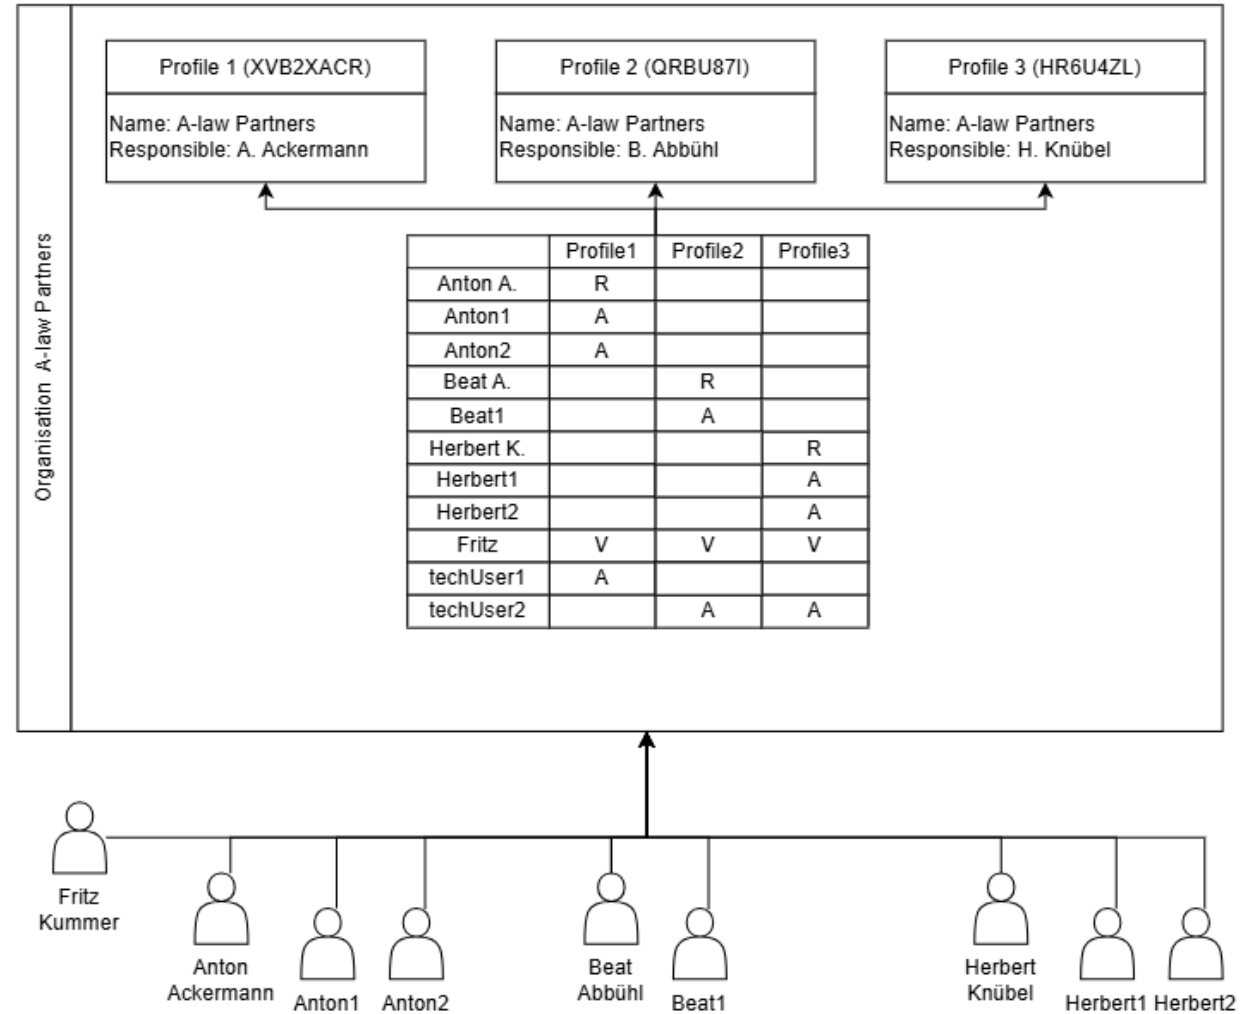 Organisation A-law Partners
Profile 1 (XVB2XACR)
Name: A-law Partners
Responsible: A. Ackermann
Profile 2 (QRBU87I)
Name: A-law Partners
Responsible: B. Abbühl
Profile 3 (HR6U4ZL)
Name: A-law Partners
Responsible: H. Knübel
Profile1 Profile2 Profile3
Anton A. R
Anton1 A
Anton2 A
Beat A. R
Beat1 A
Herbert K. R
Herbert1 A
Herbert2 A
Fritz V V V
techUser1 A
techUser2 A A
Fritz
Kummer
Anton
Ackermann
Anton1
Anton2
Beat
Abbühl
Beat1
Herbert
Knübel
Herbert1
Herbert2